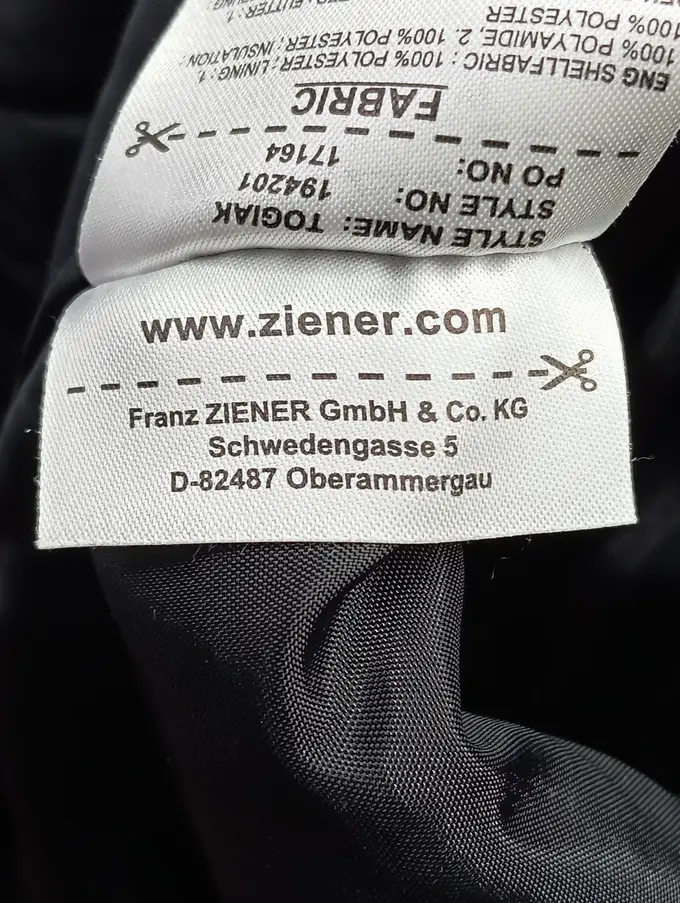 STYLE NAME: TOGIAK
STYLE NO: 194201
PO NO: 17164
FABRIC
ENG SHELLFABRIC : 100% POLYESTER; LINING : 1.
100% POLYAMIDE, 2. 100% POLYESTER; INSULATION :
100% POLYESTER
www.ziener.com
Franz ZIENER GmbH & Co. KG
Schwedengasse 5
D-82487 Oberammergau